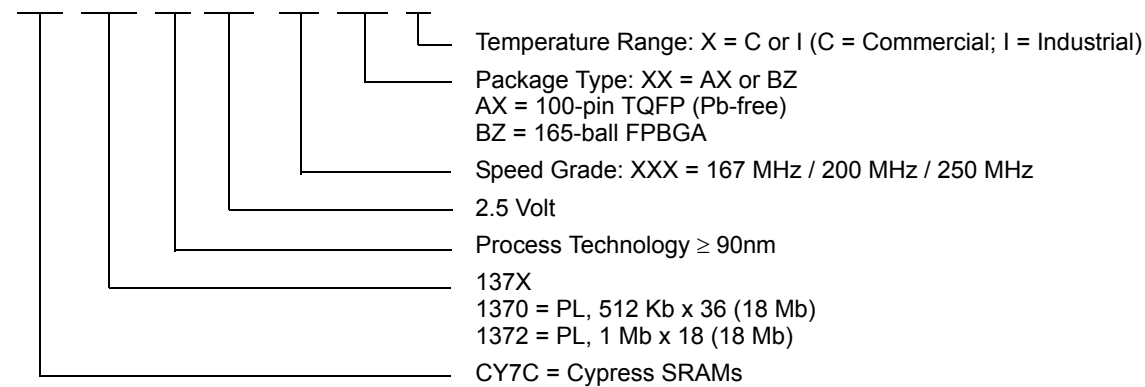 Temperature Range: X = C or I (C = Commercial; I = Industrial)
Package Type: XX = AX or BZ
AX = 100-pin TQFP (Pb-free)
BZ = 165-ball FPBGA
Speed Grade: XXX = 167 MHz / 200 MHz / 250 MHz
2.5 Volt
Process Technology ≥ 90nm
137X
1370 = PL, 512 Kb x 36 (18 Mb)
1372 = PL, 1 Mb x 18 (18 Mb)
CY7C = Cypress SRAMs